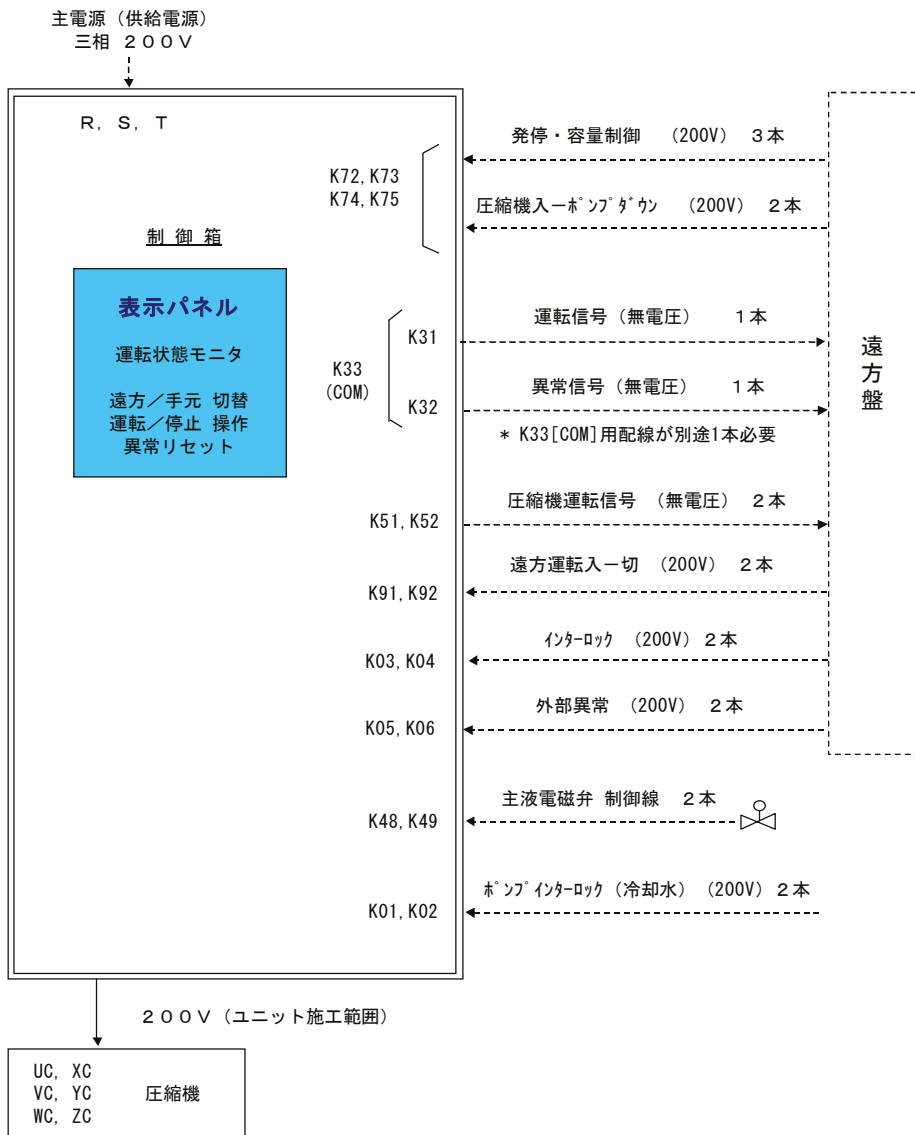 主電源（供給電源）
三相 ２００Ｖ
Ｒ，Ｓ，Ｔ
発停・容量制御 （200V） ３本
K72,K73
K74,K75
圧縮機入ーﾎﾟﾝﾌﾟﾀﾞｳﾝ （200V） ２本
制 御 箱
表示パネル
運転状態モニタ
遠方／手元 切替
運転／停止 操作
異常リセット
運転信号（無電圧） １本
K31
K33
(COM)
異常信号（無電圧） １本
K32
* K33[COM]用配線が別途1本必要
遠方盤
圧縮機運転信号 （無電圧） ２本
K51,K52
遠方運転入ー切 （200V） ２本
K91,K92
ｲﾝﾀｰﾛｯｸ （200V）２本
K03,K04
外部異常 （200V） ２本
K05,K06
主液電磁弁 制御線 ２本
K48,K49
ﾎﾟﾝﾌﾟｲﾝﾀｰﾛｯｸ（冷却水）（200V）２本
K01,K02
２００Ｖ（ユニット施工範囲）
UC, XC
VC, YC 圧縮機
WC, ZC